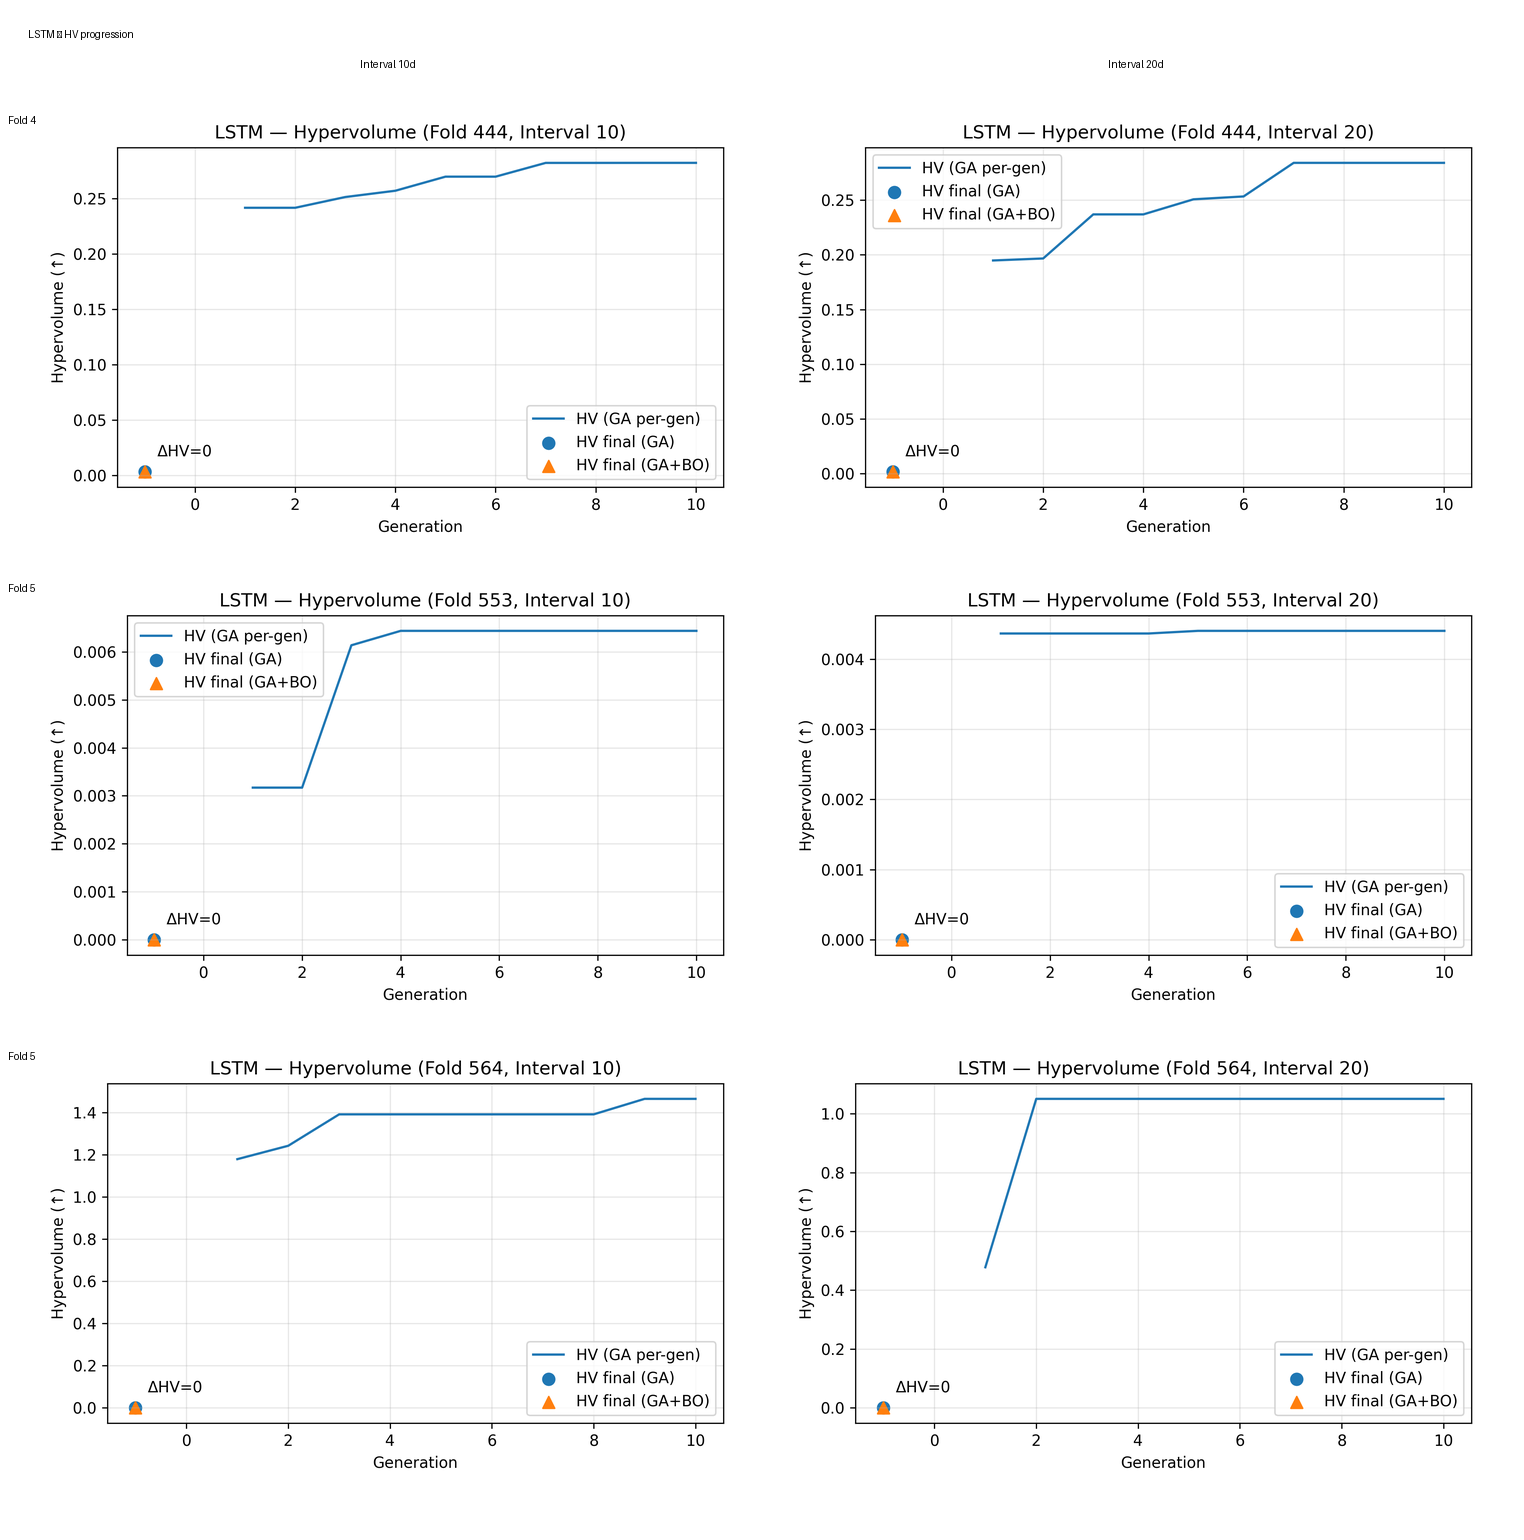 LSTM ▯ HV progression
Interval 10d
Interval 20d
Fold 4
LSTM — Hypervolume (Fold 444, Interval 10)
Hypervolume (↑)
0.25
0.20
0.15
0.10
0.05
0.00
ΔHV=0
HV (GA per-gen)
HV final (GA)
HV final (GA+BO)
0 2 4 6 8 10
Generation
LSTM — Hypervolume (Fold 444, Interval 20)
HV (GA per-gen)
HV final (GA)
HV final (GA+BO)
Hypervolume (↑)
0.25
0.20
0.15
0.10
0.05
0.00
ΔHV=0
0 2 4 6 8 10
Generation
Fold 5
LSTM — Hypervolume (Fold 553, Interval 10)
HV (GA per-gen)
HV final (GA)
HV final (GA+BO)
Hypervolume (↑)
0.006
0.005
0.004
0.003
0.002
0.001
0.000
ΔHV=0
0 2 4 6 8 10
Generation
LSTM — Hypervolume (Fold 553, Interval 20)
Hypervolume (↑)
0.004
0.003
0.002
0.001
0.000
ΔHV=0
HV (GA per-gen)
HV final (GA)
HV final (GA+BO)
0 2 4 6 8 10
Generation
Fold 5
LSTM — Hypervolume (Fold 564, Interval 10)
Hypervolume (↑)
1.4
1.2
1.0
0.8
0.6
0.4
0.2
0.0
ΔHV=0
HV (GA per-gen)
HV final (GA)
HV final (GA+BO)
0 2 4 6 8 10
Generation
LSTM — Hypervolume (Fold 564, Interval 20)
Hypervolume (↑)
1.0
0.8
0.6
0.4
0.2
0.0
ΔHV=0
HV (GA per-gen)
HV final (GA)
HV final (GA+BO)
0 2 4 6 8 10
Generation